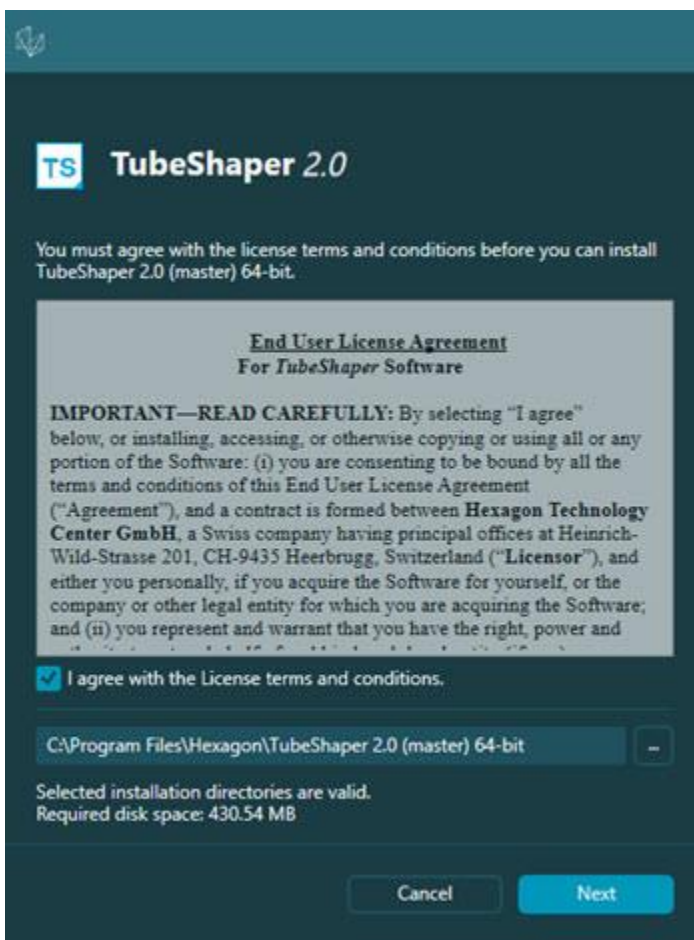 TS TubeShaper 2.0
You must agree with the license terms and conditions before you can install
TubeShaper 2.0 (master) 64-bit.
End User License Agreement
For TubeShaper Software
IMPORTANT—READ CAREFULLY: By selecting “I agree”
below, or installing, accessing, or otherwise copying or using all or any
portion of the Software: (i) you are consenting to be bound by all the
terms and conditions of this End User License Agreement
(“Agreement”), and a contract is formed between Hexagon Technology
Center GmbH, a Swiss company having principal offices at Heinrich-
Wild-Strasse 201, CH-9435 Heerbrugg, Switzerland (“Licensor”), and
either you personally, if you acquire the Software for yourself, or the
company or other legal entity for which you are acquiring the Software;
and (ii) you represent and warrant that you have the right, power and
I agree with the License terms and conditions.
C:\Program Files\Hexagon\TubeShaper 2.0 (master) 64-bit
...
Selected installation directories are valid.
Required disk space: 430.54 MB
Cancel Next